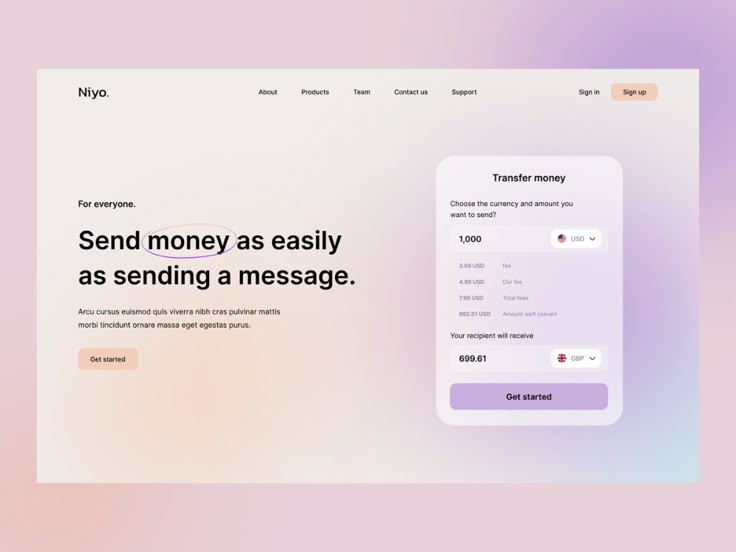 Niyo.
About
Products
Team
Contact us
Support
Sign in
Sign up
For everyone.
Send money as easily
as sending a message.
Arcu cursus euismod quis viverra nibh cras pulvinar mattis
morbi tincidunt ornare massa eget egestas purus.
Get started
Transfer money
Choose the currency and amount you
want to send?
1,000
USD
3.09 USD fee
4.90 USD Our fee
7.99 USD Total fees
992.01 USD Amount we'll convert
Your recipient will receive
699.61
GBP
Get started